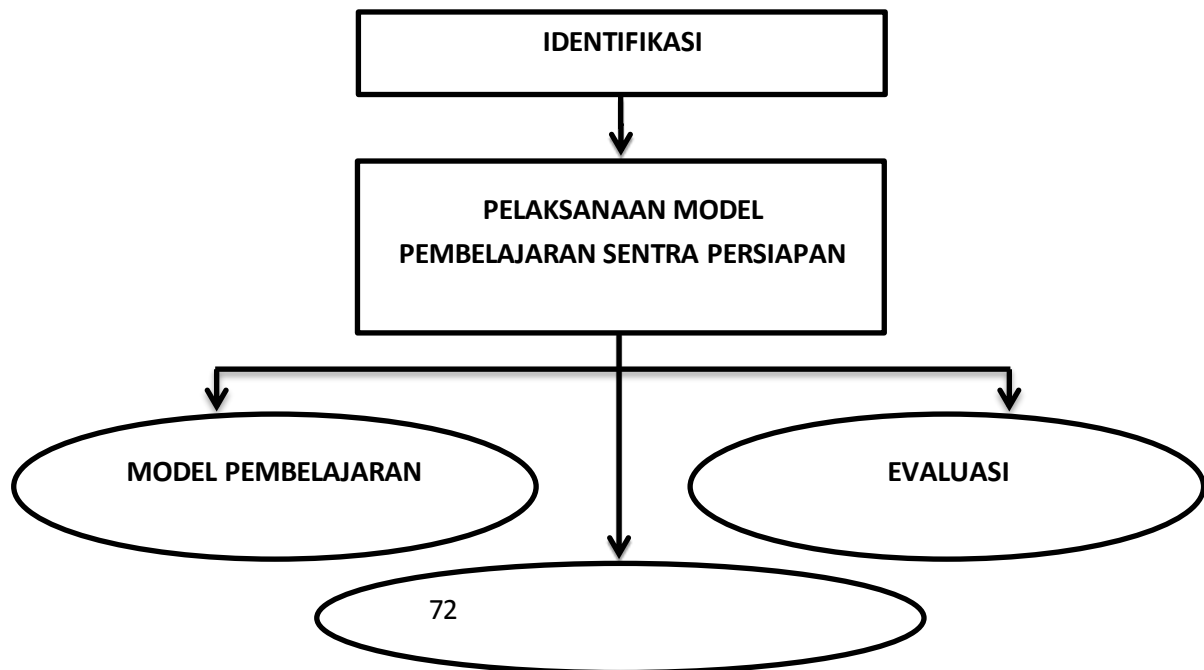 IDENTIFIKASI
PELAKSANAAN MODEL
PEMBELAJARAN SENTRA PERSIAPAN
MODEL PEMBELAJARAN
EVALUASI
72